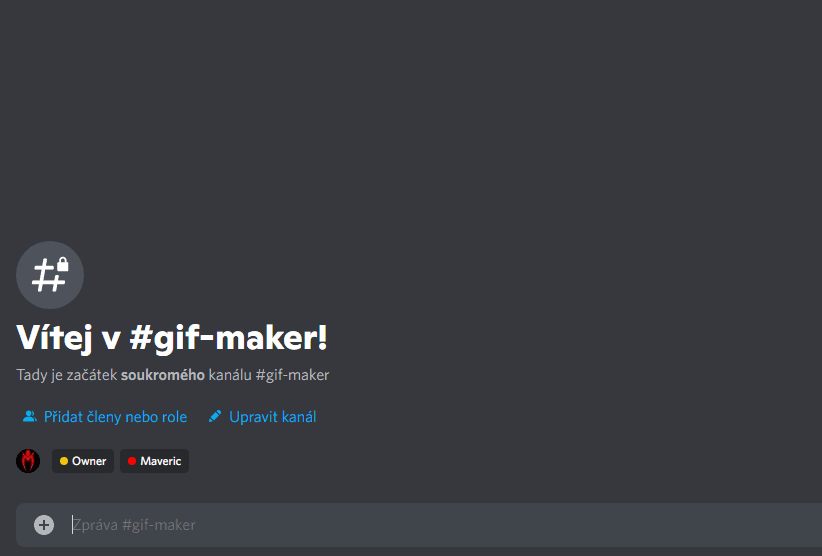 Vítej v #gif-maker!
Tady je začátek soukromého kanálu #gif-maker
Přidat členy nebo role Upravit kanál
Owner Maveric
Zpráva #gif-maker